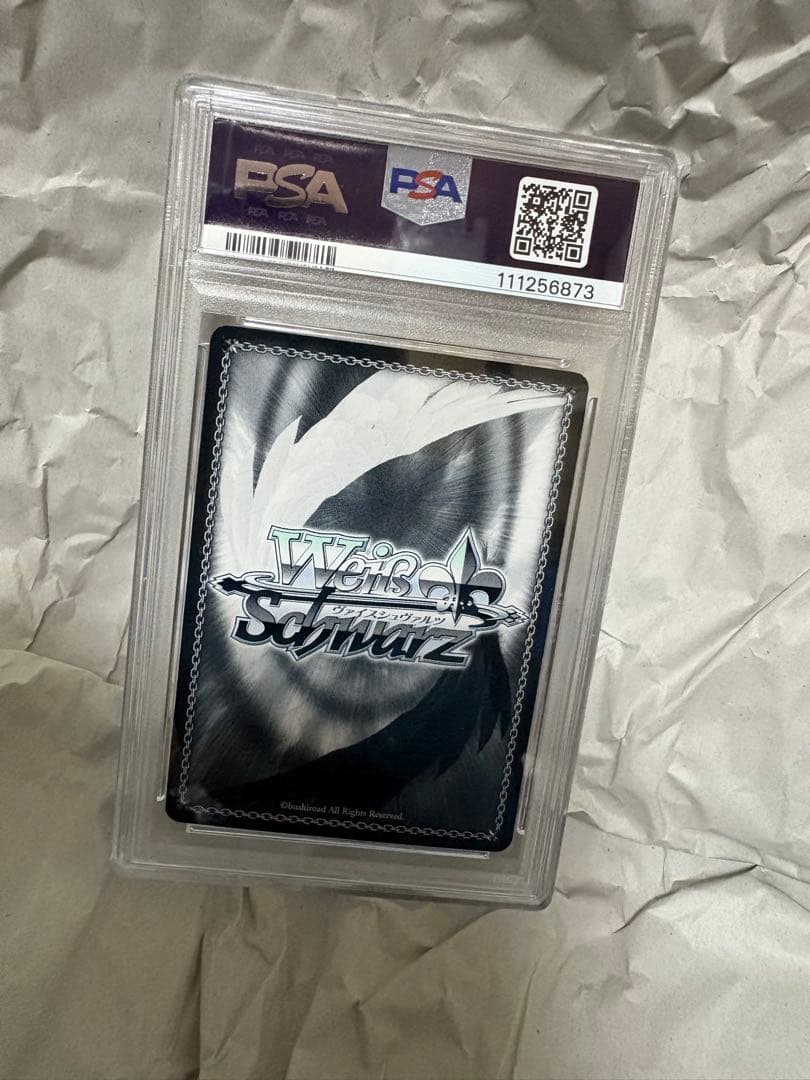 PSA
PSA
111256873
Weiß
ヴァイスシュヴァルツ
Schwarz
©bushiroad All Rights Reserved.